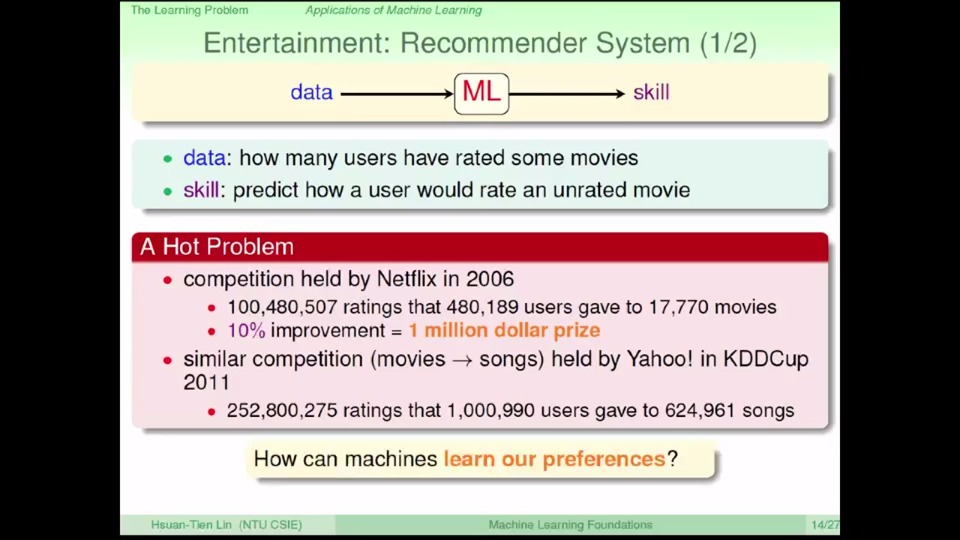 The Learning Problem Applications of Machine Learning
Entertainment: Recommender System (1/2)
data ML skill
• data: how many users have rated some movies
• skill: predict how a user would rate an unrated movie
A Hot Problem
• competition held by Netflix in 2006
• 100,480,507 ratings that 480,189 users gave to 17,770 movies
• 10% improvement = 1 million dollar prize
• similar competition (movies → songs) held by Yahoo! in KDDCup
2011
• 252,800,275 ratings that 1,000,990 users gave to 624,961 songs
How can machines learn our preferences?
Hsuan-Tien Lin (NTU CSIE) Machine Learning Foundations 14/27